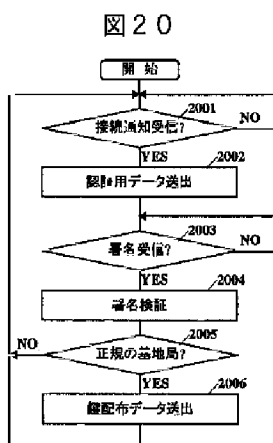 図20
開始
2001
接続通知受信?
NO
YES
2002
認証用データ送出
2003
署名受信?
NO
YES
2004
署名検証
2005
NO
正規の基地局?
YES
2006
鍵配布データ送出